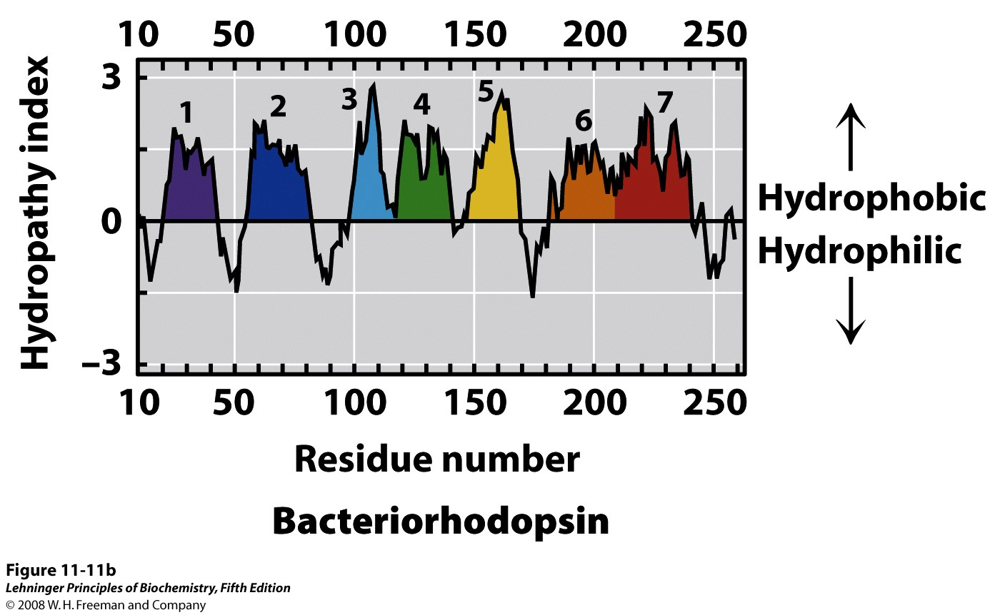 10 50 100 150 200 250
Hydropathy index
3
0
–3
1 2 3 4 5 6 7
Hydrophobic
Hydrophilic
10 50 100 150 200 250
Residue number
Bacteriorhodopsin
Figure 11-11b
Lehninger Principles of Biochemistry, Fifth Edition
© 2008 W. H. Freeman and Company